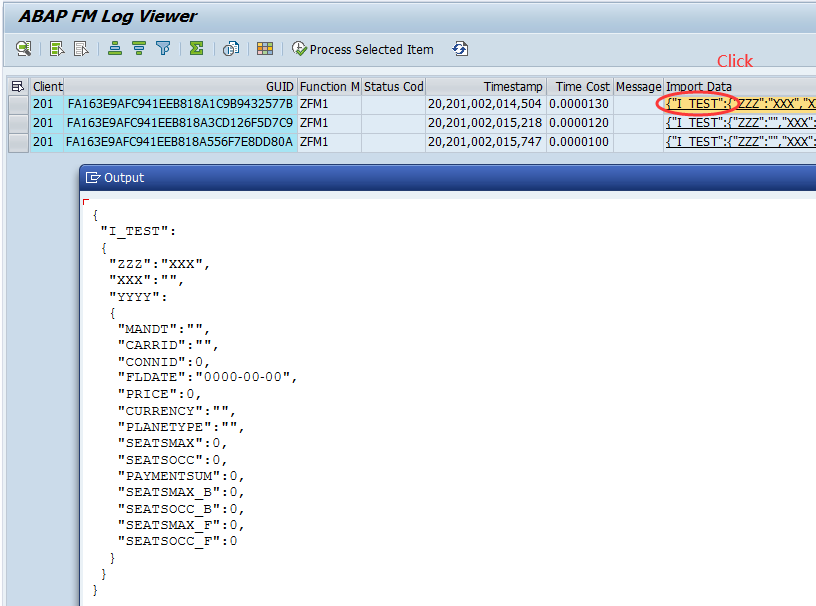 ABAP FM Log Viewer
Process Selected Item
Click
Client GUID Function M Status Cod Timestamp Time Cost Message Import Data
201 FA163E9AFC941EEB818A1C9B9432577B ZFM1 20,201,002,014,504 0.0000130 {"I_TEST":{"ZZZ":"XXX","X
201 FA163E9AFC941EEB818A3CD126F5D7C9 ZFM1 20,201,002,015,218 0.0000120 {"I_TEST":{"ZZZ":"","XXX":
201 FA163E9AFC941EEB818A556F7E8DD80A ZFM1 20,201,002,015,747 0.0000100 {"I_TEST":{"ZZZ":"","XXX":
Output
{
"I_TEST":
{
"ZZZ":"XXX",
"XXX":"",
"YYYY":
{
"MANDT":"",
"CARRID":"",
"CONNID":0,
"FLDATE":"0000-00-00",
"PRICE":0,
"CURRENCY":"",
"PLANETYPE":"",
"SEATSMAX":0,
"SEATSOCC":0,
"PAYMENTSUM":0,
"SEATSMAX_B":0,
"SEATSOCC_B":0,
"SEATSMAX_F":0,
"SEATSOCC_F":0
}
}
}